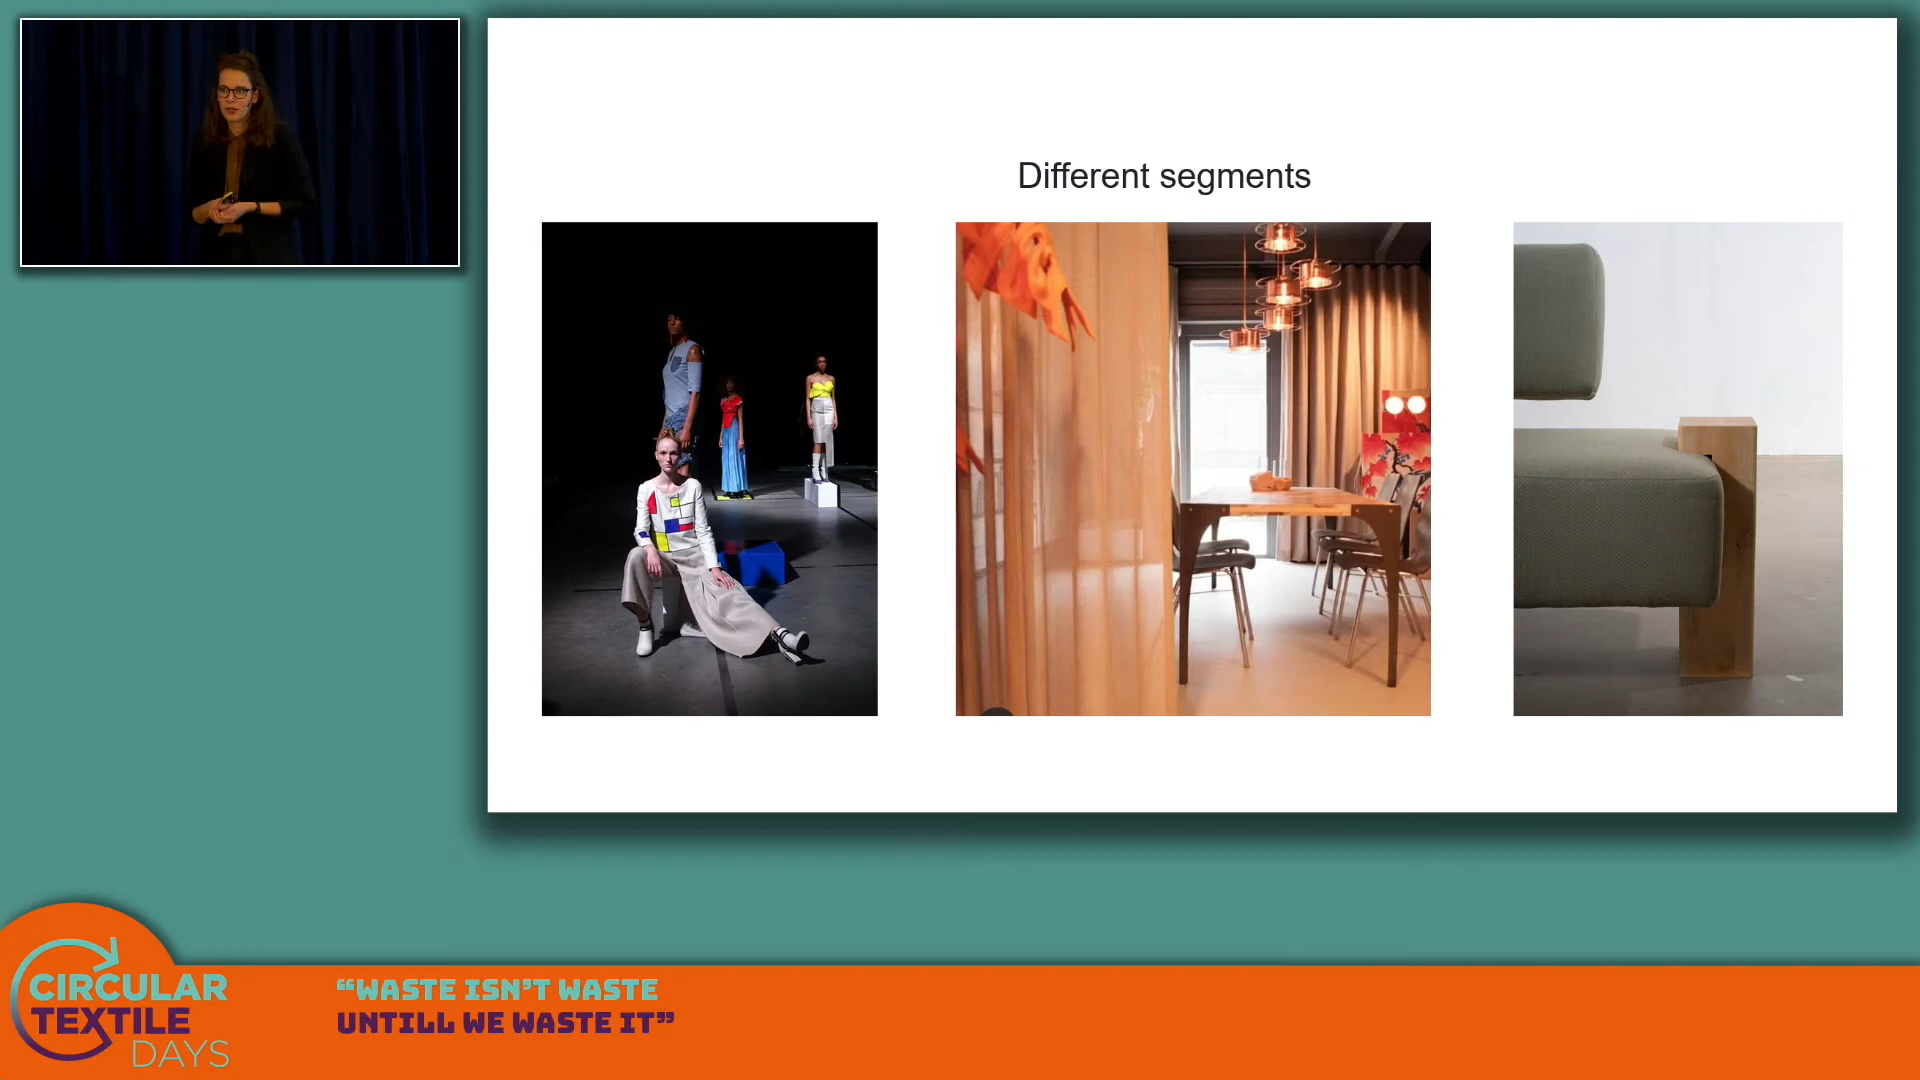 Different segments
CIRCULAR
TEXTILE
DAYS
“WASTE ISN’T WASTE
UNTILL WE WASTE IT”